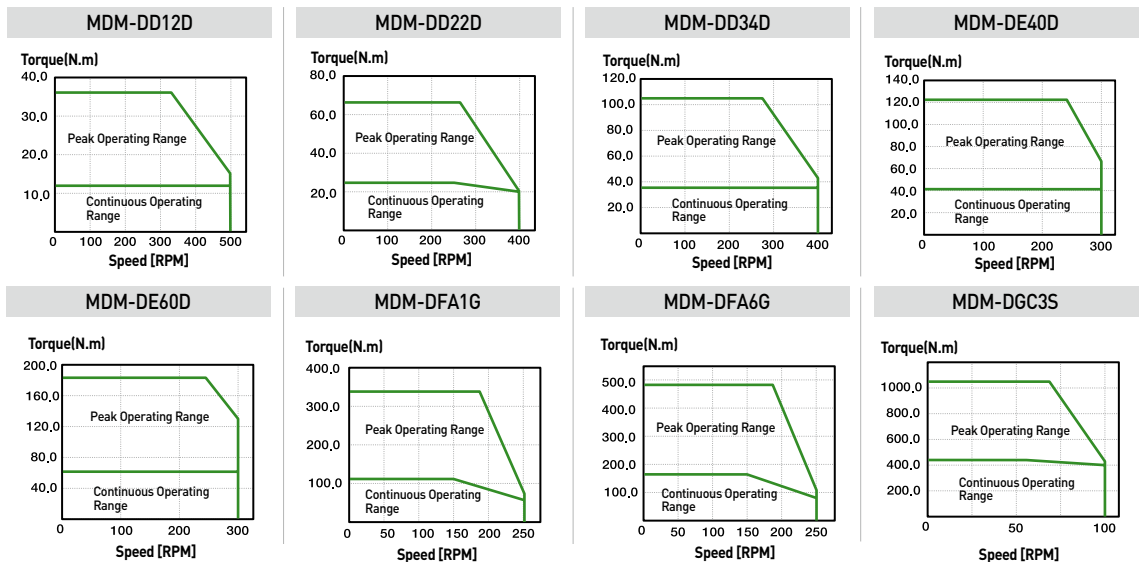 MDM-DD12D
MDM-DD22D
MDM-DD34D
MDM-DE40D
Torque(N.m)
40,0
30,0
20,0
10,0
Peak Operating Range
Continuous Operating
Range
0 100 200 300 400 500
Speed [RPM]
Torque(N.m)
80,0
60,0
40,0
20,0
Peak Operating Range
Continuous Operating
Range
0 100 200 300 400
Speed [RPM]
Torque(N.m)
120,0
100,0
80,0
60,0
40,0
20,0
Peak Operating Range
Continuous Operating
Range
0 100 200 300 400
Speed [RPM]
Torque(N.m)
140,0
120,0
100,0
80,0
60,0
40,0
20,0
Peak Operating Range
Continuous Operating
Range
0 100 200 300
Speed [RPM]
MDM-DE60D
MDM-DFA1G
MDM-DFA6G
MDM-DGC3S
Torque(N.m)
200,0
160,0
120,0
80,0
40,0
Peak Operating Range
Continuous Operating
Range
0 100 200 300
Speed [RPM]
Torque(N.m)
400,0
300,0
200,0
100,0
Peak Operating Range
Continuous Operating
Range
0 50 100 150 200 250
Speed [RPM]
Torque(N.m)
500,0
400,0
300,0
200,0
100,0
Peak Operating Range
Continuous Operating
Range
0 50 100 150 200 250
Speed [RPM]
Torque(N.m)
1000,0
800,0
600,0
400,0
200,0
Peak Operating Range
Continuous Operating
Range
0 50 100
Speed [RPM]